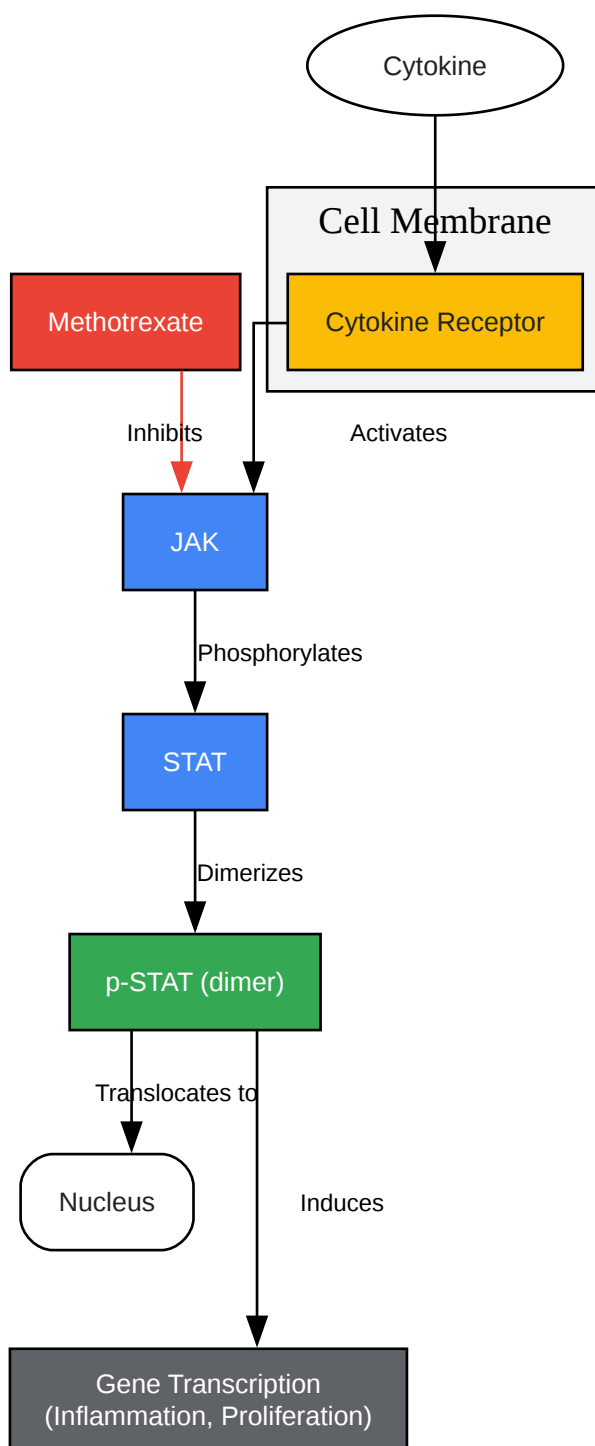 Cytokine
Cell Membrane
Methotrexate
Cytokine Receptor
Inhibits
Activates
JAK
Phosphorylates
STAT
Dimerizes
p-STAT (dimer)
Translocates to
Nucleus
Induces
Gene Transcription
(Inflammation, Proliferation)